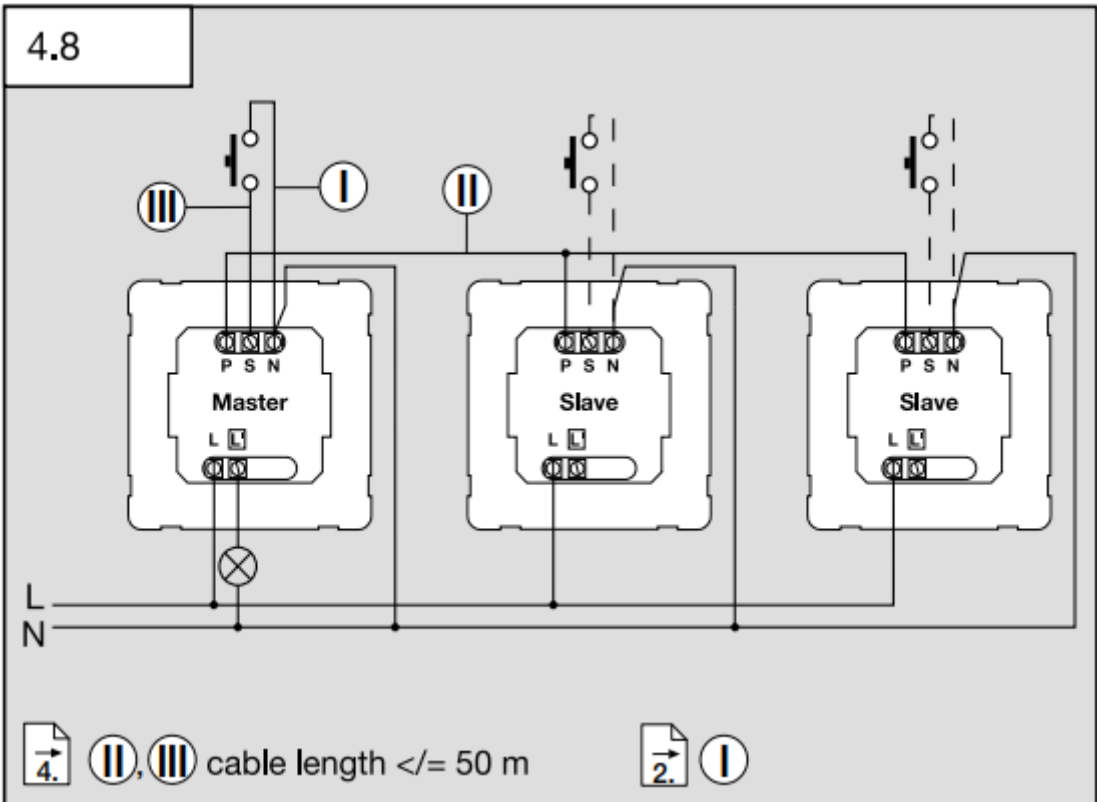 4.8
III
I
II
P S N
P S N
P S N
Master
Slave
Slave
L L'
L L'
L L'
L
N
4. II, III cable length </= 50 m
2. I